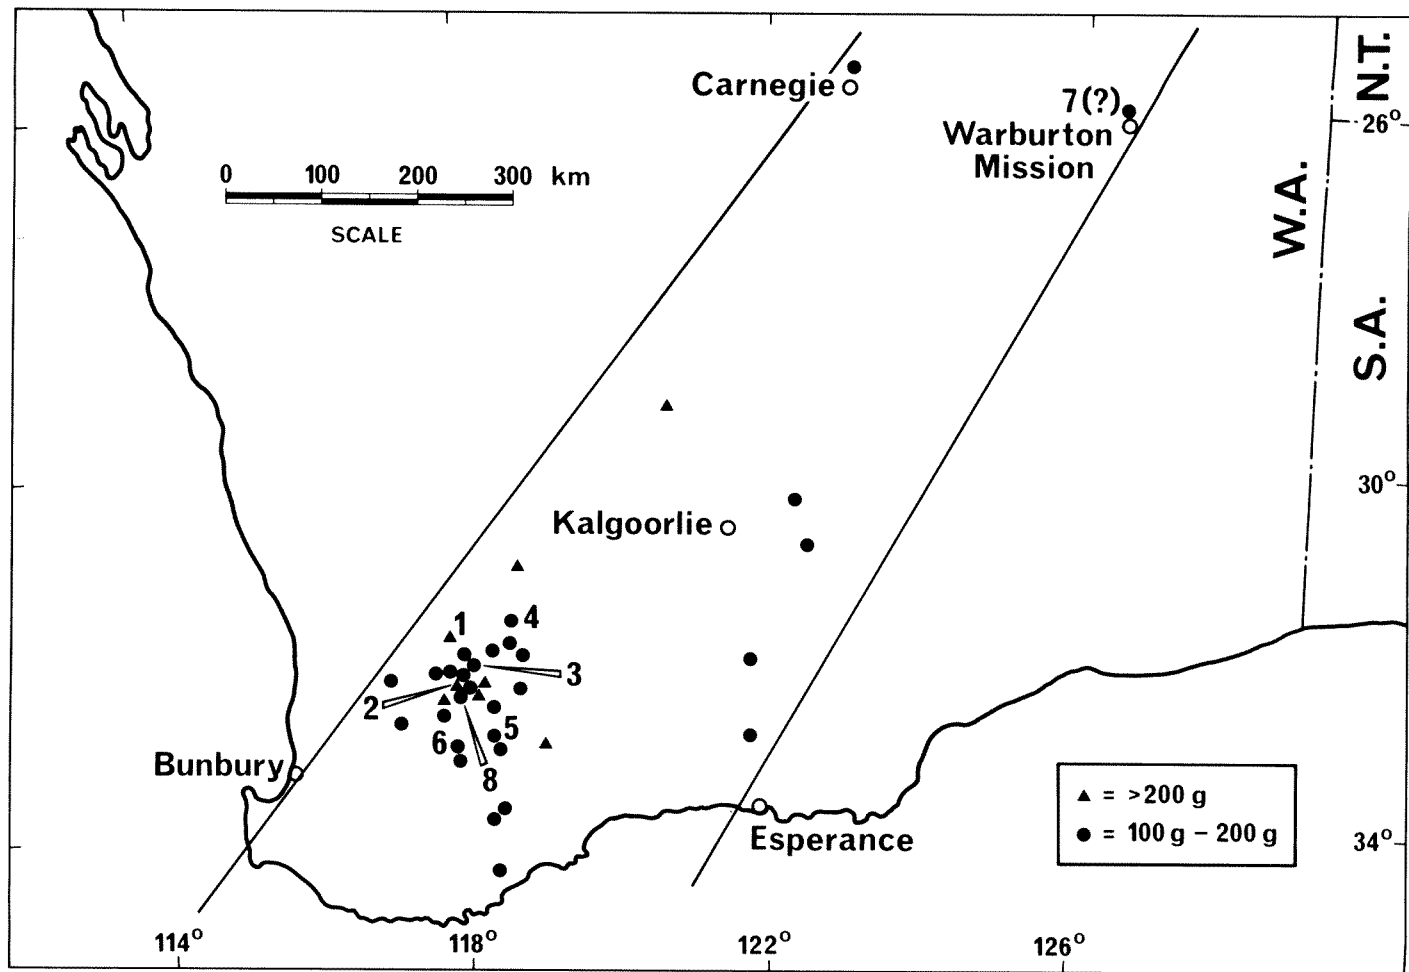 N.T.
Carnegie
7(?)
26°
Warburton
Mission
0 100 200 300 km
SCALE
W.A.
S.A.
30°
Kalgoorlie
1
4
3
2
5
6
8
Bunbury
▲ = >200 g
● = 100 g – 200 g
Esperance
34°
114° 118° 122° 126°